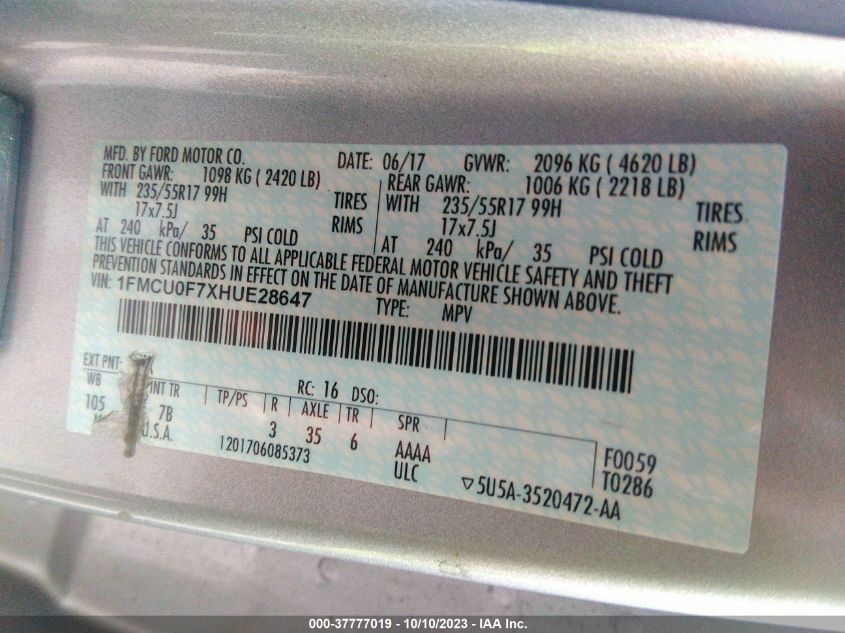 MFD. BY FORD MOTOR CO. DATE: 06/17 GVWR: 2096 KG ( 4620 LB)
FRONT GAWR: 1098 KG ( 2420 LB) REAR GAWR: 1006 KG ( 2218 LB)
WITH 235/55R17 99H TIRES WITH 235/55R17 99H TIRES
17x7.5J RIMS 17x7.5J RIMS
AT 240 kPa/ 35 PSI COLD AT 240 kPa/ 35 PSI COLD
THIS VEHICLE CONFORMS TO ALL APPLICABLE FEDERAL MOTOR VEHICLE SAFETY AND THEFT
PREVENTION STANDARDS IN EFFECT ON THE DATE OF MANUFACTURE SHOWN ABOVE.
VIN: 1FMCU0F7XHUE28647 TYPE: MPV
EXT PNT: RC: 16 DSO:
WB INT TR TP/PS R AXLE TR SPR
105 7B 3 35 6 AAAA F0059
U.S.A. 1201706085373 ULC T0286
▽5U5A-3520472-AA
000-37777019 - 10/10/2023 - IAA Inc.